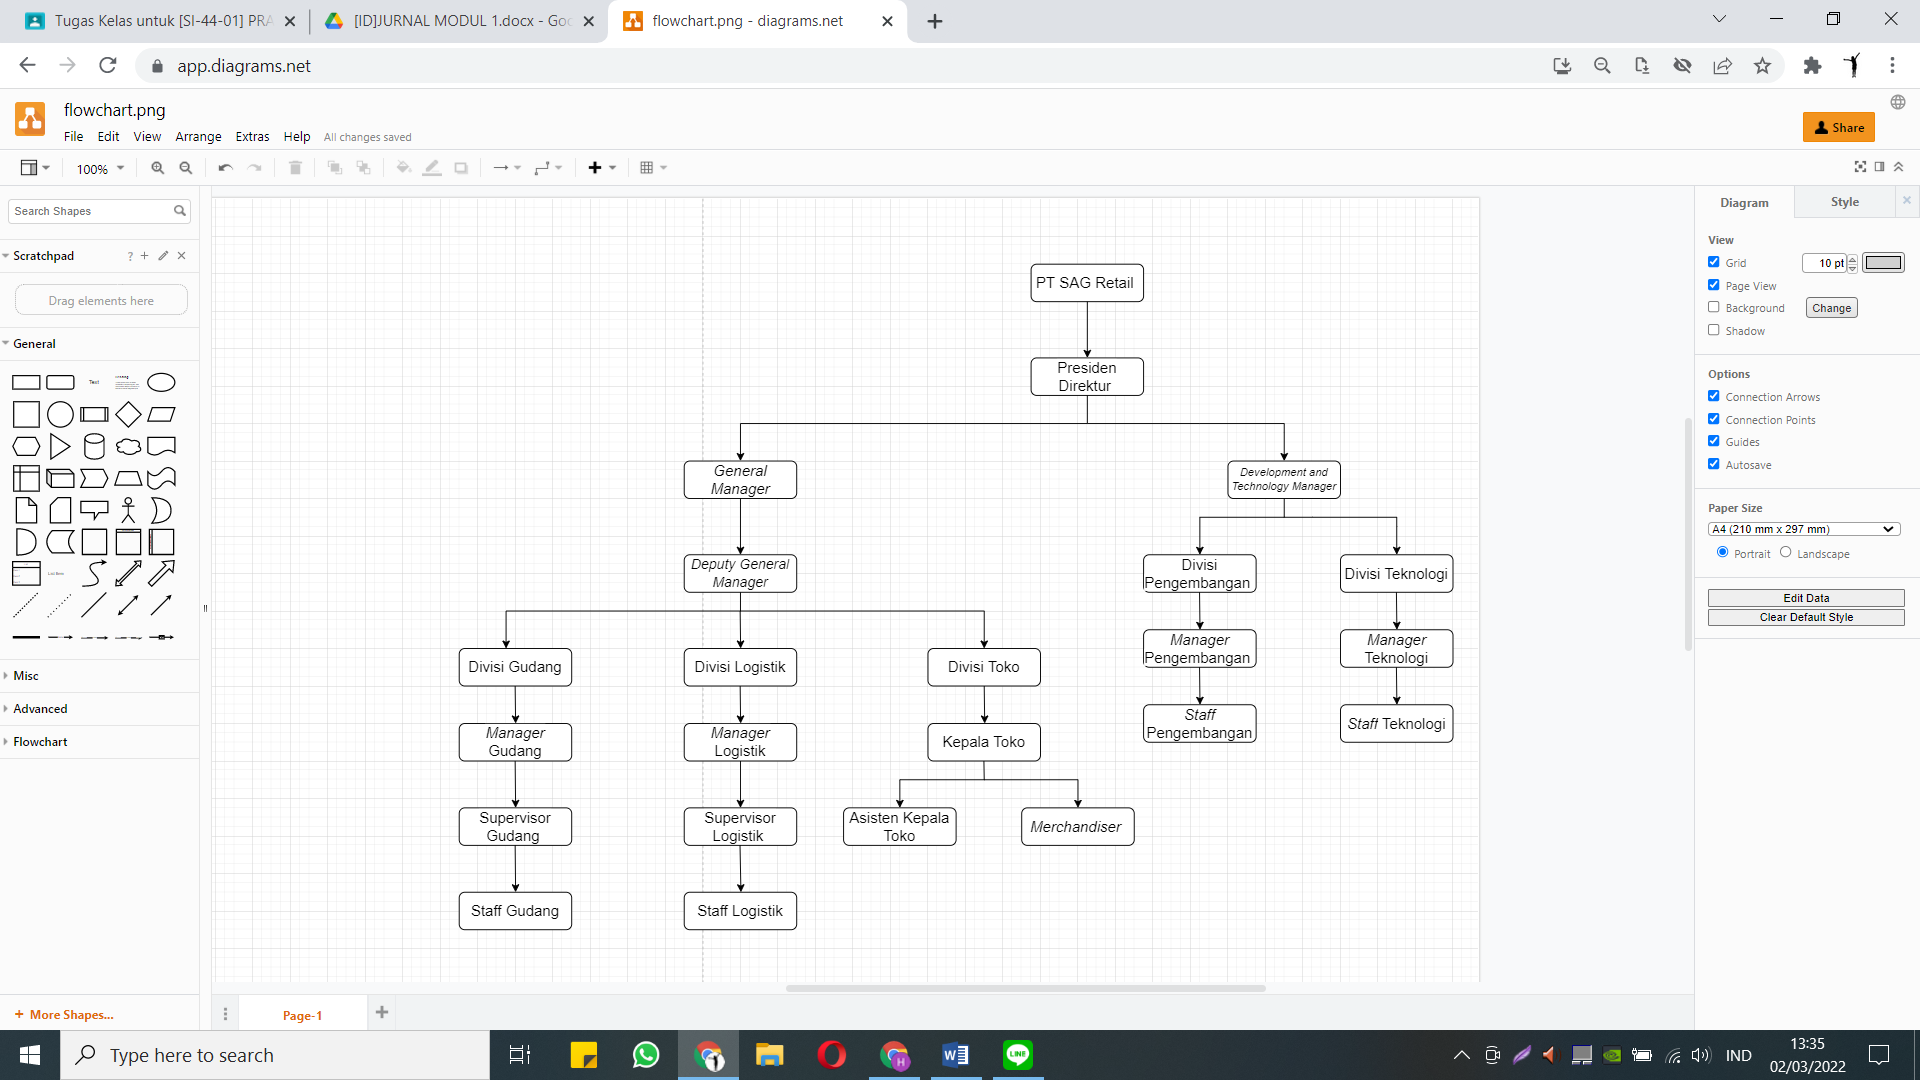 Tugas Kelas untuk [SI-44-01] PRA
[ID]JURNAL MODUL 1.docx - Goo
flowchart.png - diagrams.net
app.diagrams.net
flowchart.png
File Edit View Arrange Extras Help All changes saved
Share
100%
Search Shapes
Scratchpad
?
Drag elements here
General
Text
Misc
Advanced
Flowchart
+ More Shapes...
PT SAG Retail
Presiden
Direktur
General
Manager
Development and
Technology Manager
Deputy General
Manager
Divisi
Pengembangan
Divisi Teknologi
Manager
Pengembangan
Manager
Teknologi
Divisi Gudang
Divisi Logistik
Divisi Toko
Staff
Pengembangan
Staff Teknologi
Manager
Gudang
Manager
Logistik
Kepala Toko
Supervisor
Gudang
Supervisor
Logistik
Asisten Kepala
Toko
Merchandiser
Staff Gudang
Staff Logistik
Diagram
Style
View
Grid
10 pt
Page View
Background
Change
Shadow
Options
Connection Arrows
Connection Points
Guides
Autosave
Paper Size
A4 (210 mm x 297 mm)
Portrait
Landscape
Edit Data
Clear Default Style
Page-1
Type here to search
H
LINE
IND
13:35
02/03/2022